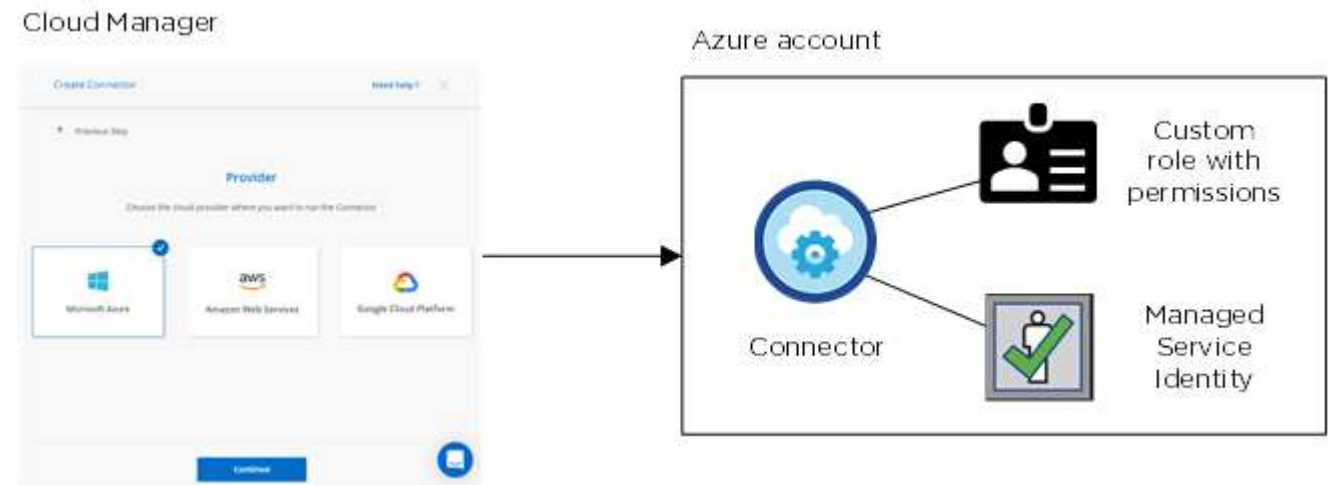 Cloud Manager
Create Connector
Need help?
Previous Step
Provider
Choose the cloud provider where you want to run the Connector
Microsoft Azure
aws
Amazon Web Services
Google Cloud Platform
Continue
Azure account
Custom
role with
permissions
Connector
Managed
Service
Identity